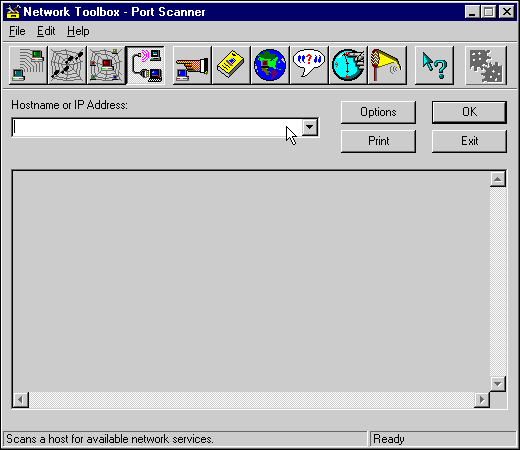 Network Toolbox - Port Scanner
File Edit Help
"?"
?
Hostname or IP Address:
Options OK
Print Exit
Scans a host for available network services. Ready